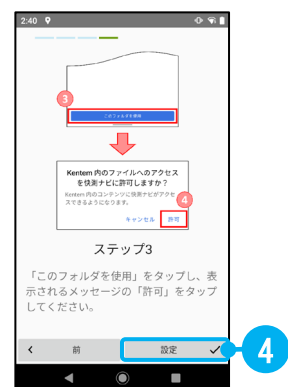 2:40
3
このフォルダを使用
Kentem 内のファイルへのアクセス
を快測ナビに許可しますか？
Kentem 内のコンテンツに快測ナビがアクセ
スできるようになります。
4
キャンセル 許可
ステップ3
「このフォルダを使用」をタップし、表
示されるメッセージの「許可」をタップ
してください。
前 設定
4